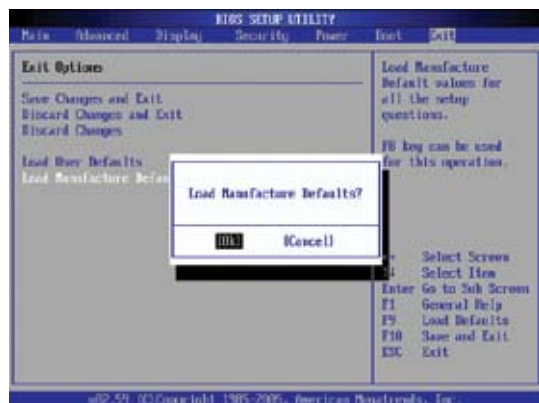 BIOS SETUP UTILITY
Main Advanced Display Security Power Boot Exit
Exit Options
Save Changes and Exit
Discard Changes and Exit
Discard Changes
Load User Defaults
Load Manufacture
Load Manufacture Defaults?
[Ok] [Cancel]
Load Manufacture
Default values for
all the setup
questions.
F8 key can be used
for this operation.
Select Screen
Select Item
Enter Go to Sub Screen
F1 General Help
F9 Load Defaults
F10 Save and Exit
ESC Exit
v02.59 (C)Copyright 1985-2005, American Megatrends, Inc.